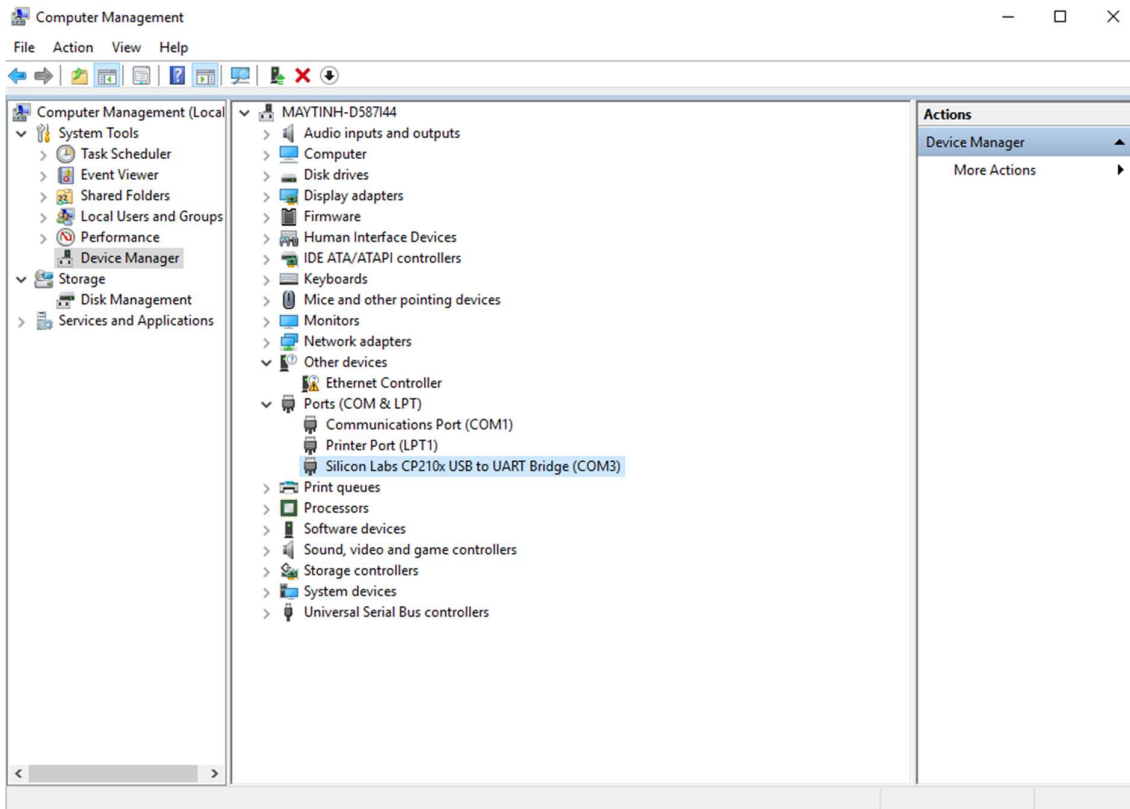 Computer Management
File Action View Help
Computer Management (Local
System Tools
Task Scheduler
Event Viewer
Shared Folders
Local Users and Groups
Performance
Device Manager
Storage
Disk Management
Services and Applications
MAYTINH-D587I44
Audio inputs and outputs
Computer
Disk drives
Display adapters
Firmware
Human Interface Devices
IDE ATA/ATAPI controllers
Keyboards
Mice and other pointing devices
Monitors
Network adapters
Other devices
Ethernet Controller
Ports (COM & LPT)
Communications Port (COM1)
Printer Port (LPT1)
Silicon Labs CP210x USB to UART Bridge (COM3)
Print queues
Processors
Software devices
Sound, video and game controllers
Storage controllers
System devices
Universal Serial Bus controllers
Actions
Device Manager
More Actions